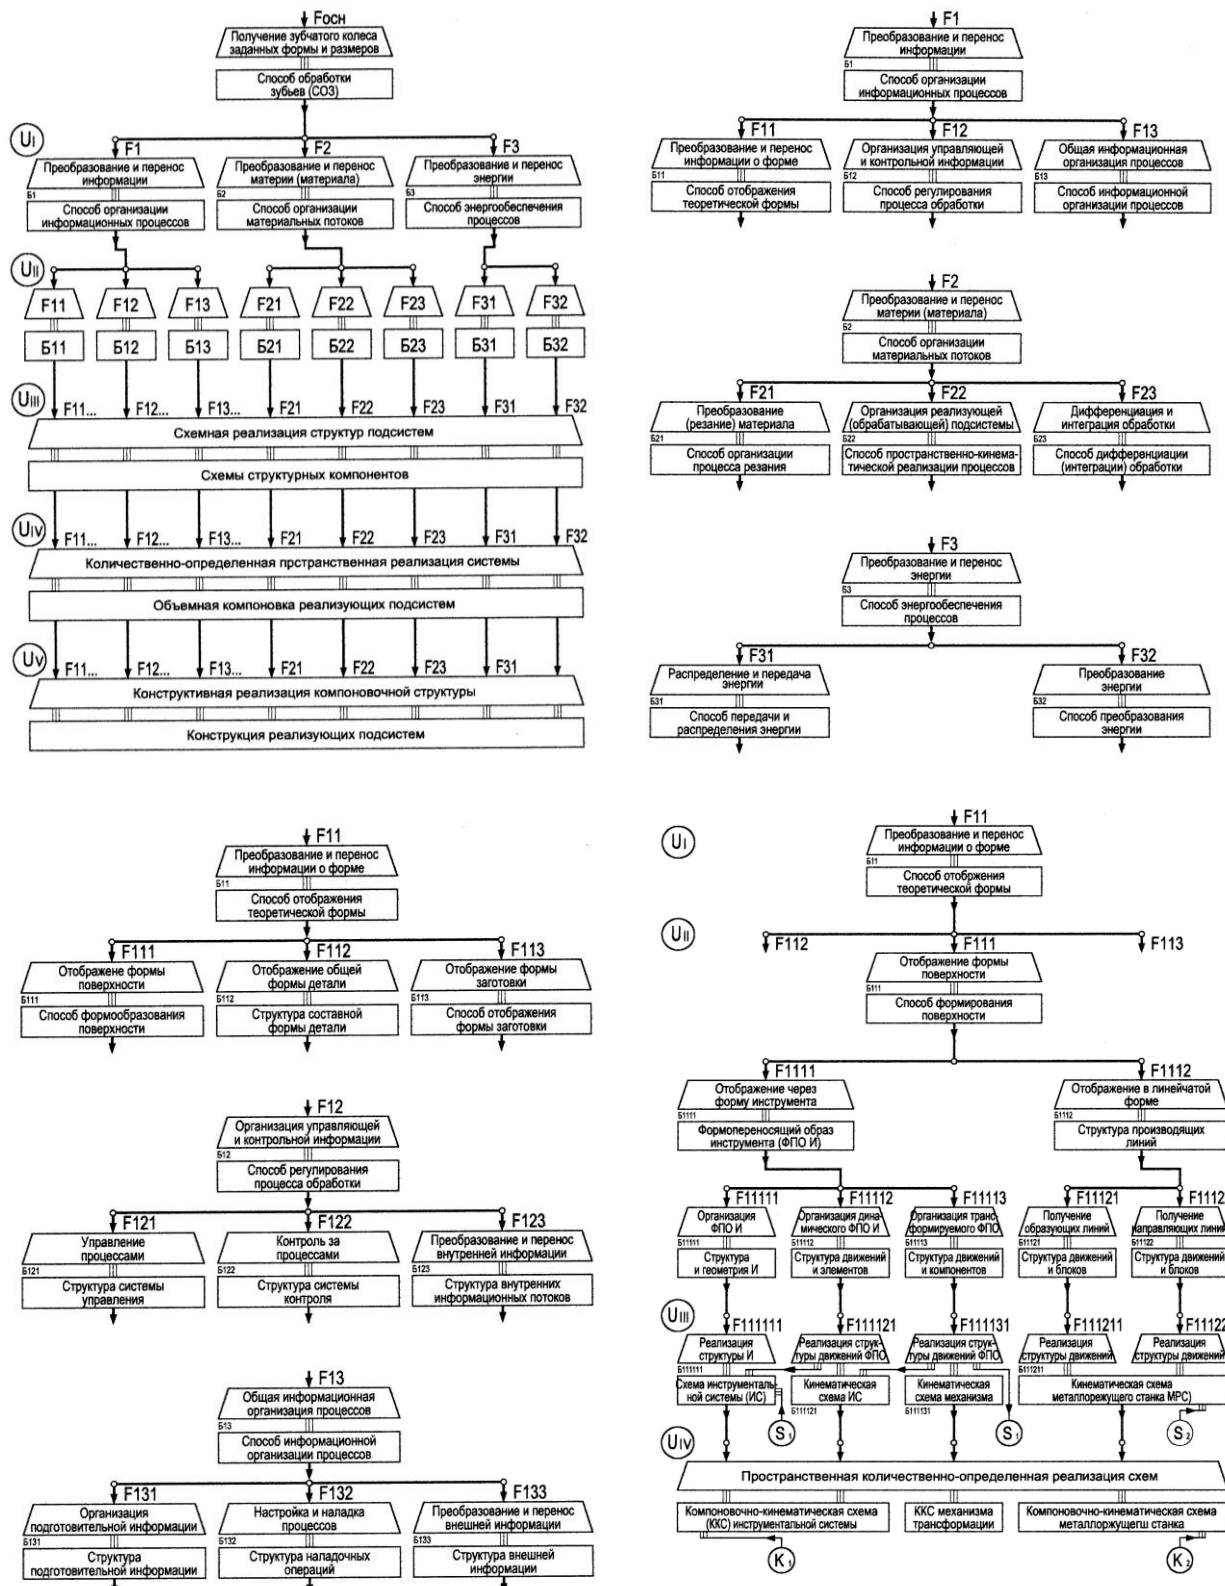 Fосн
Получение зубчатого колеса
заданных формы и размеров
Способ обработки
зубьев (СОЗ)
UI
F1
F2
F3
Преобразование и перенос
информации
Преобразование и перенос
материи (материала)
Преобразование и перенос
энергии
Б1
Б2
Б3
Способ организации
информационных процессов
Способ организации
материальных потоков
Способ энергообеспечения
процессов
UII
F11
F12
F13
F21
F22
F23
F31
F32
Б11
Б12
Б13
Б21
Б22
Б23
Б31
Б32
UIII
F11...
F12...
F13...
F21
F22
F23
F31
F32
Схемная реализация структур подсистем
Схемы структурных компонентов
UIV
F11...
F12...
F13...
F21
F22
F23
F31
F32
Количественно-определенная прстранственная реализация системы
Объемная компоновка реализующих подсистем
UV
F11...
F12...
F13...
F21
F22
F23
F31
Конструктивная реализация компоновочной структуры
Конструкция реализующих подсистем
F1
Преобразование и перенос
информации
Б1
Способ организации
информационных процессов
F11
F12
F13
Преобразование и перенос
информации о форме
Организация управляющей
и контрольной информации
Общая информационная
организация процессов
Б11
Б12
Б13
Способ отображения
теоретической формы
Способ регулирования
процесса обработки
Способ информационной
организации процессов
F2
Преобразование и перенос
материи (материала)
Б2
Способ организации
материальных потоков
F21
F22
F23
Преобразование
(резание) материала
Организация реализующей
(обрабатывающей) подсистемы
Дифференциация и
интеграция обработки
Б21
Б22
Б23
Способ организации
процесса резания
Способ пространственно-кинема-
тической реализации процессов
Способ дифференциации
(интеграции) обработки
F3
Преобразование и перенос
энергии
Б3
Способ энергообеспечения
процессов
F31
F32
Распределение и передача
энергии
Преобразование
энергии
Б31
Б32
Способ передачи и
распределения энергии
Способ преобразования
энергии
F11
Преобразование и перенос
информации о форме
Б11
Способ отображения
теоретической формы
F111
F112
F113
Отображене формы
поверхности
Отображение общей
формы детали
Отображение формы
заготовки
Б111
Б112
Б113
Способ формообразования
поверхности
Структура составной
формы детали
Способ отображения
формы заготовки
F12
Организация управляющей
и контрольной информации
Б12
Способ регулирования
процесса обработки
F121
F122
F123
Управление
процессами
Контроль за
процессами
Преобразование и перенос
внутренней информации
Б121
Б122
Б123
Структура системы
управления
Структура системы
контроля
Структура внутренних
информационных потоков
F13
Общая информационная
организация процессов
Б13
Способ информационной
организации процессов
F131
F132
F133
Организация
подготовительной информации
Настройка и наладка
процессов
Преобразование и перенос
внешней информации
Б131
Б132
Б133
Структура
подготовительной информации
Структура наладочных
операций
Структура внешней
информации
UI
F11
Преобразование и перенос
информации о форме
Б11
Способ отобржения
теоретической формы
UII
F112
F111
F113
Отображение формы
поверхности
Б111
Способ формирования
поверхности
F1111
F1112
Отображение через
форму инструмента
Отображение в линейчатой
форме
Б1111
Б1112
Формопереносящий образ
инструмента (ФПО И)
Структура производящих
линий
F11111
F11112
F11113
F11121
F1112
Организация
ФПО И
Организация дина-
мического ФПО И
Организация транс-
формируемого ФПО
Получение
образующих линий
Получение
направляющих линий
Б11111
Б11112
Б11113
Б11121
Б11122
Структура
и геометрия И
Структура движений
и элементов
Структура движений
и компонентов
Структура движений
и блоков
Структура движений
и блоков
UIII
F111111
F111121
F111131
F111211
F11122
Реализация
структуры И
Реализация струк-
туры движений ФПО
Реализация струк-
туры движений ФПО
Реализация
структуры движений
Реализация
структуры движений
Б111111
Б111211
Схема инструменталь-
ной системы (ИС)
Кинематическая
схема ИС
Кинематическая
схема механизма
Кинематическая схема
металлорежущего станка МРС)
Б111121
Б111131
S1
S1
S2
UIV
Пространственная количественно-определенная реализация схем
Компоновочно-кинематическая схема
(ККС) инструментальной системы
ККС механизма
трансформации
Компоновочно-кинематическая схема
металлоржущегш станка
K1
K2